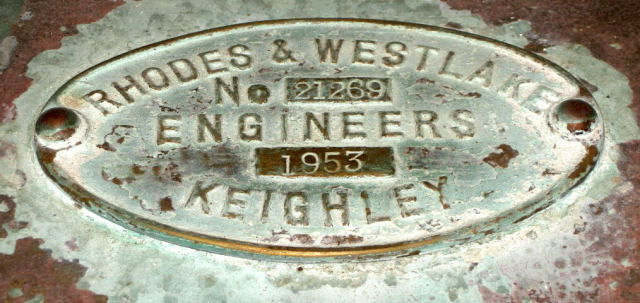 RHODES & WESTLAKE
No 21269
ENGINEERS
1953
KEIGHLEY